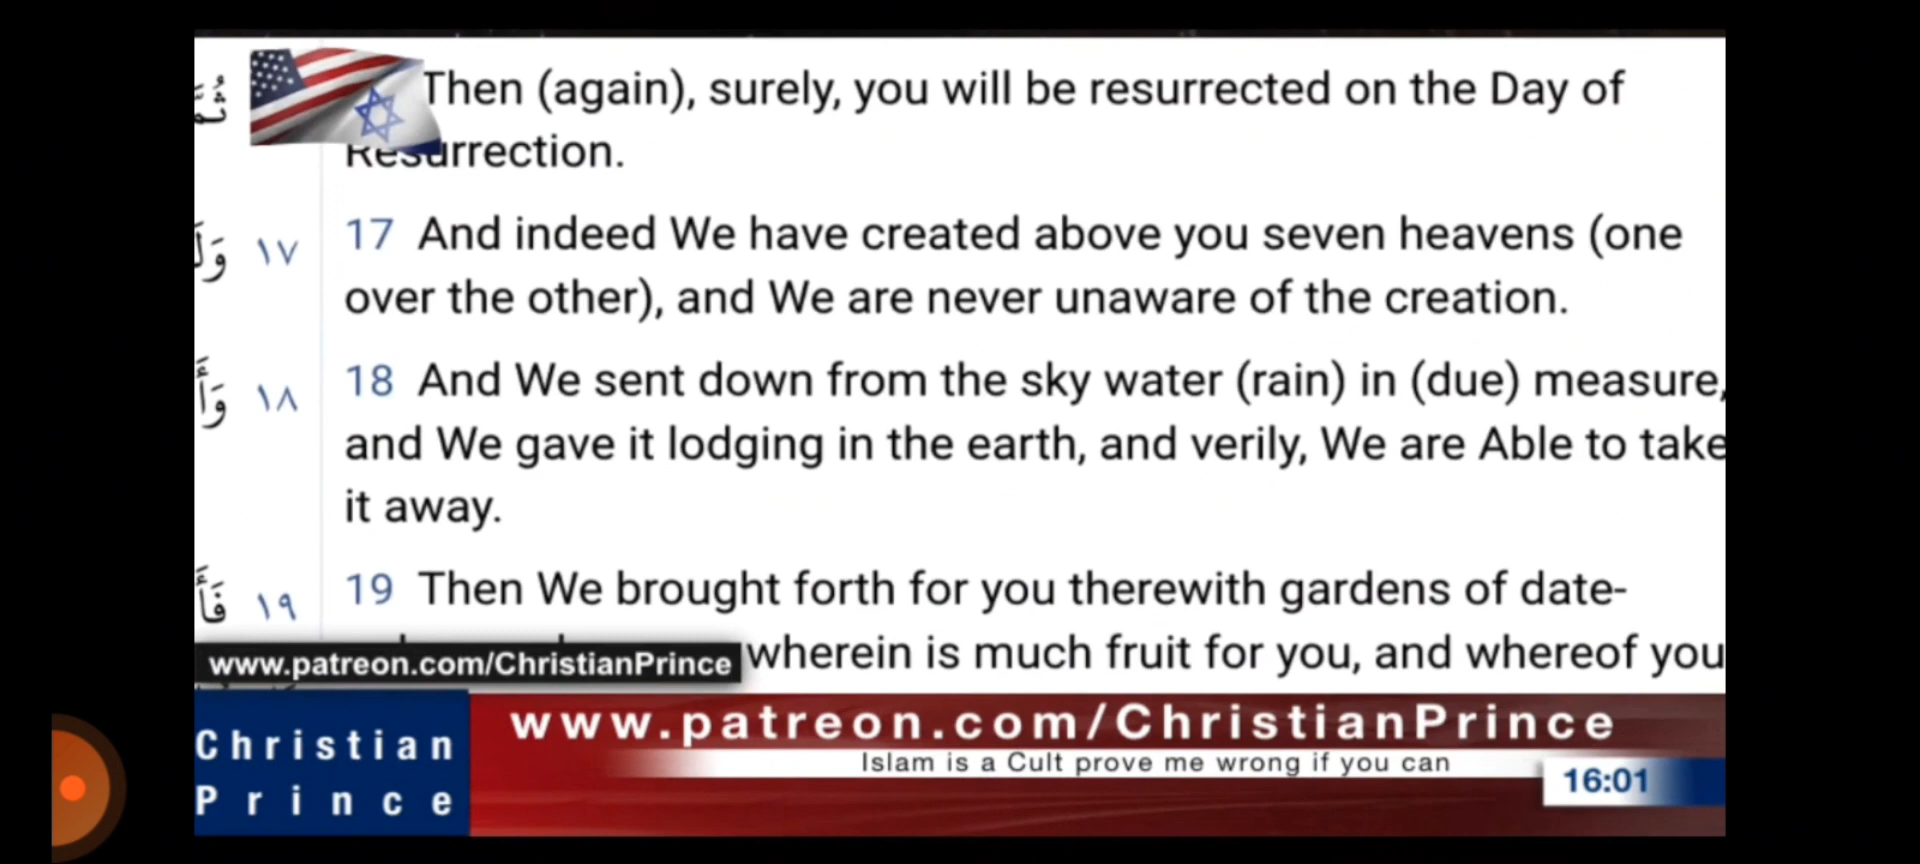 Then (again), surely, you will be resurrected on the Day of
Resurrection.
١٧ 17 And indeed We have created above you seven heavens (one
over the other), and We are never unaware of the creation.
١٨ 18 And We sent down from the sky water (rain) in (due) measure,
and We gave it lodging in the earth, and verily, We are Able to take
it away.
١٩ 19 Then We brought forth for you therewith gardens of date-
wherein is much fruit for you, and whereof you
www.patreon.com/ChristianPrince
Christian
Prince
www.patreon.com/ChristianPrince
Islam is a Cult prove me wrong if you can
16:01